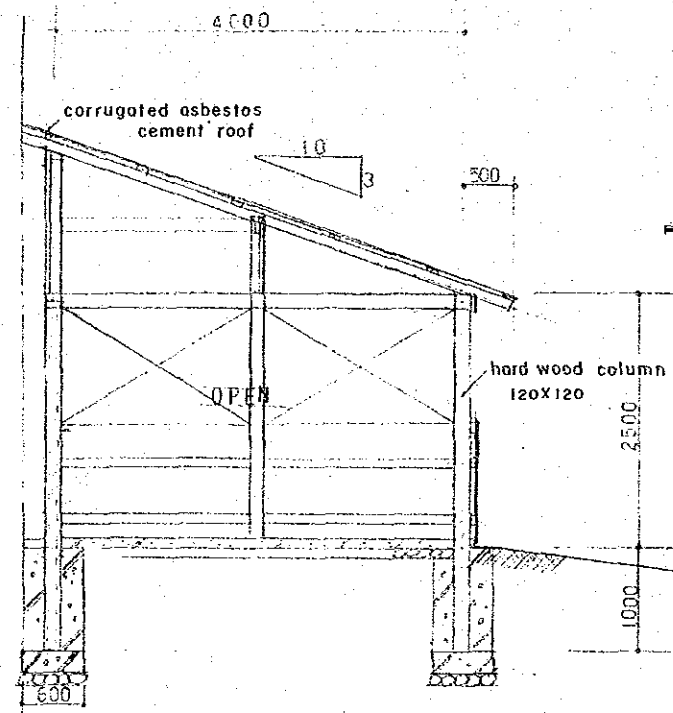 4000
corrugated asbestos
cement roof
10
3
500
hard wood column
120X120
OPEN
2500
1000
600